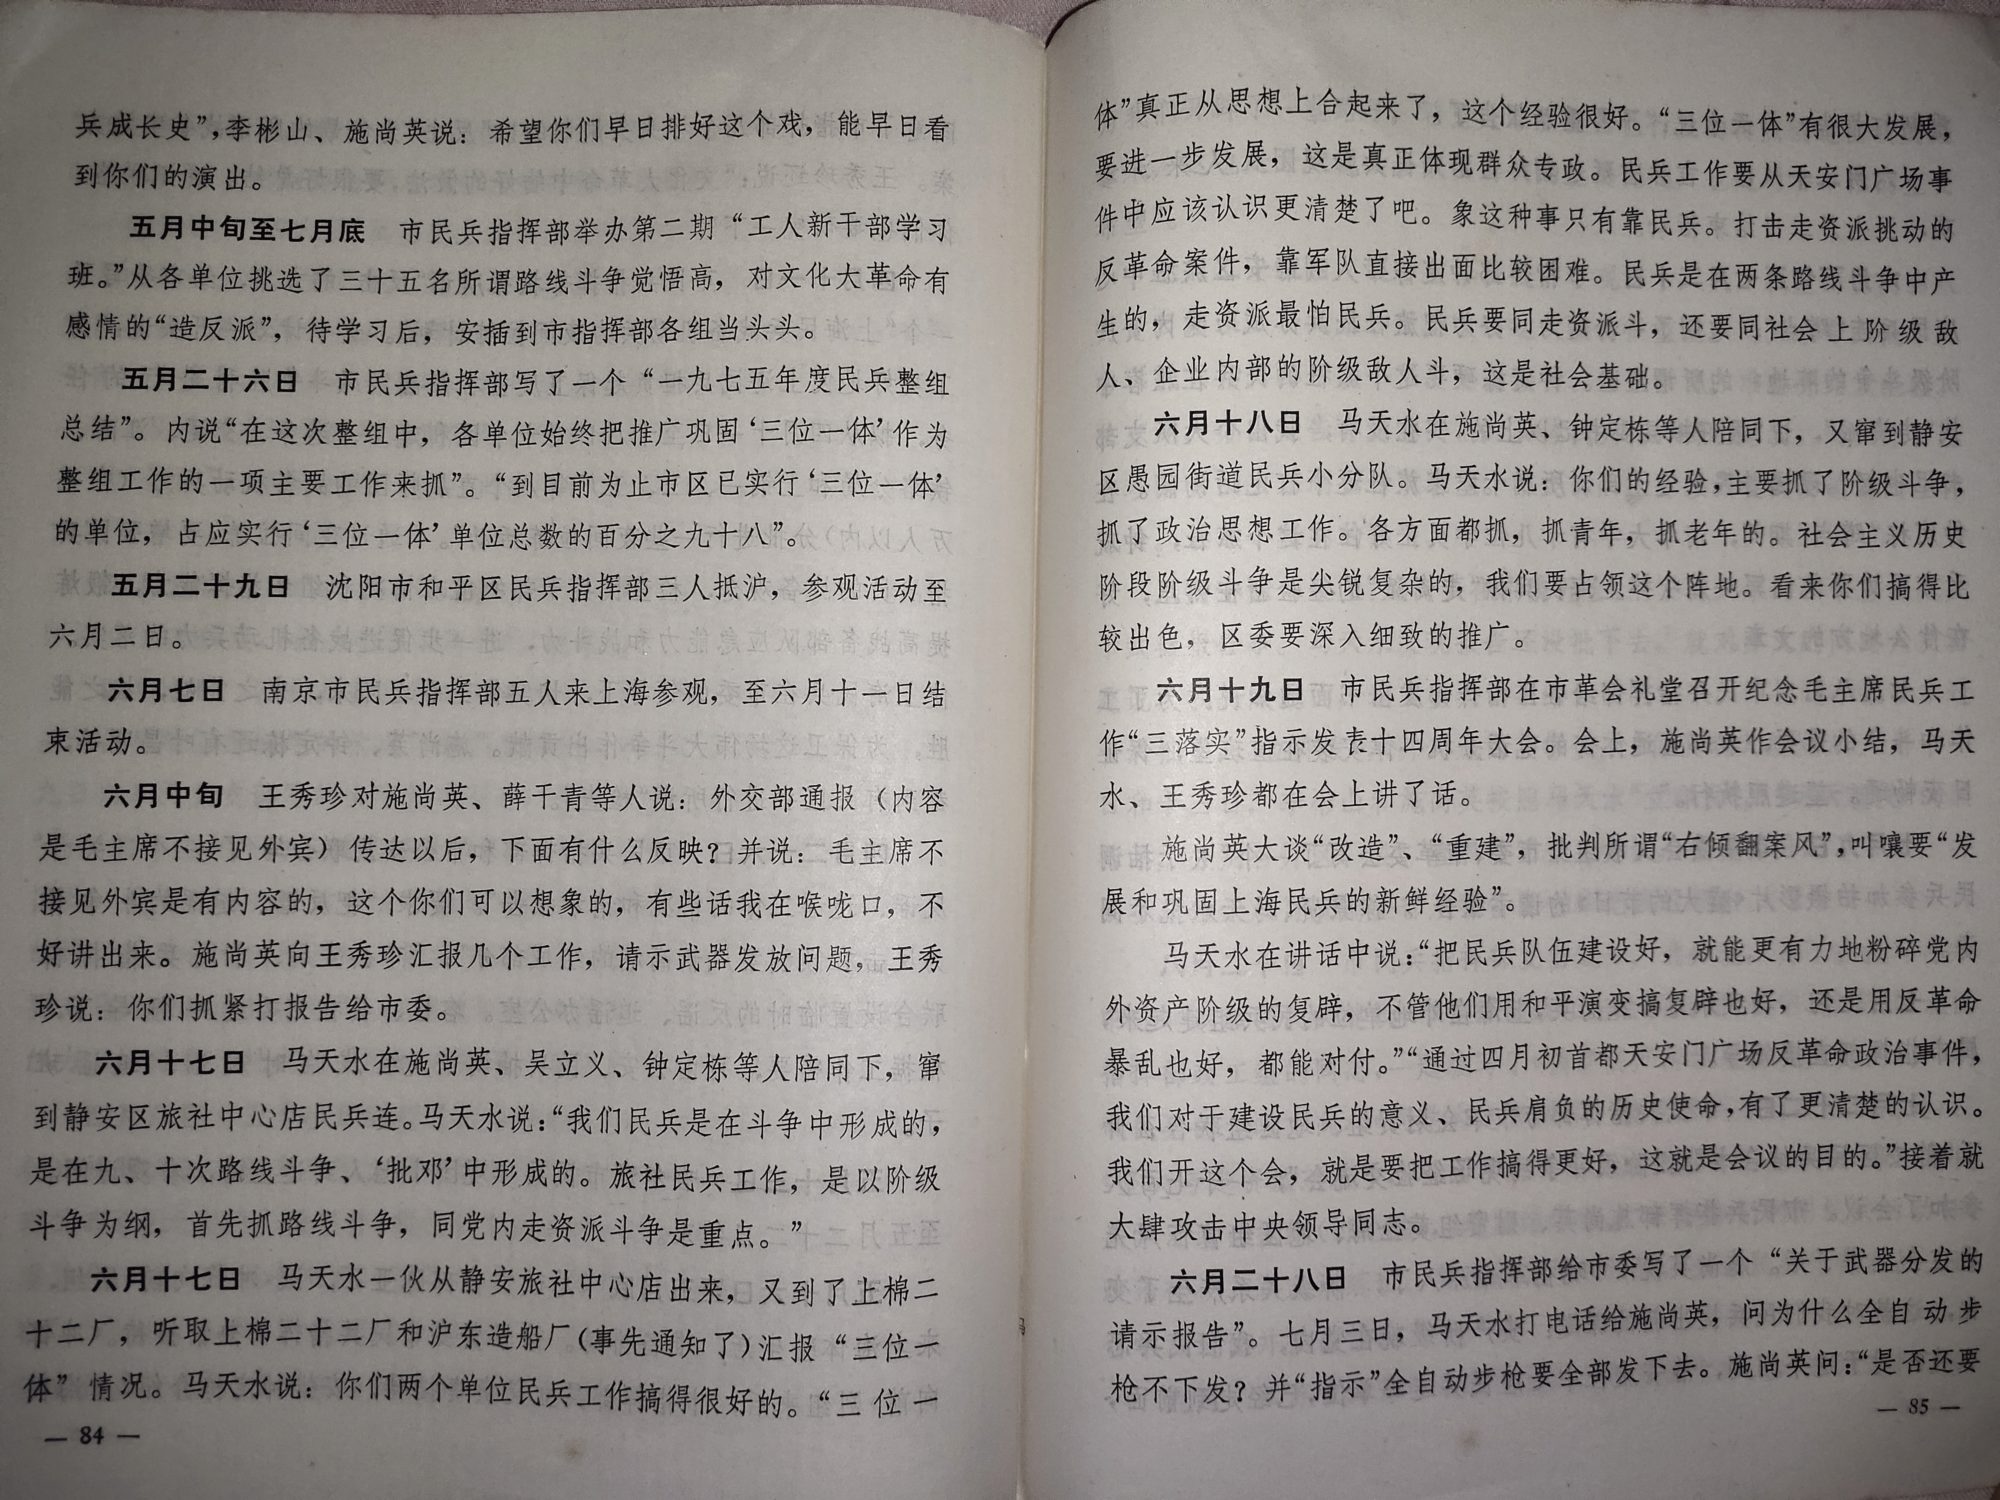 兵成长史”,李彬山、施尚英说：希望你们早日排好这个戏，能早日看
到你们的演出。
五月中旬至七月底　市民兵指挥部举办第二期“工人新干部学习
班。”从各单位挑选了三十五名所谓路线斗争觉悟高，对文化大革命有
感情的“造反派”，待学习后，安插到市指挥部各组当头头。
五月二十六日　市民兵指挥部写了一个“一九七五年度民兵整组
总结”。内说“在这次整组中，各单位始终把推广巩固‘三位一体’作为
整组工作的一项主要工作来抓”。“到目前为止市区已实行‘三位一体’
的单位，占应实行‘三位一体’单位总数的百分之九十八”。
五月二十九日　沈阳市和平区民兵指挥部三人抵沪，参观活动至
六月二日。
六月七日　南京市民兵指挥部五人来上海参观，至六月十一日结
束活动。
六月中旬　王秀珍对施尚英、薛干青等人说：外交部通报（内容
是毛主席不接见外宾）传达以后，下面有什么反映？并说：毛主席不
接见外宾是有内容的，这个你们可以想象的，有些话我在喉咙口，不
好讲出来。施尚英向王秀珍汇报几个工作，请示武器发放问题，王秀
珍说：你们抓紧打报告给市委。
六月十七日　马天水在施尚英、吴立义、钟定栋等人陪同下，窜
到静安区旅社中心店民兵连。马天水说：“我们民兵是在斗争中形成的，
是在九、十次路线斗争、‘批邓’中形成的。旅社民兵工作，是以阶级
斗争为纲，首先抓路线斗争，同党内走资派斗争是重点。”
六月十七日　马天水一伙从静安旅社中心店出来，又到了上棉二
十二厂，听取上棉二十二厂和沪东造船厂(事先通知了)汇报“三位一
体”情况。马天水说：你们两个单位民兵工作搞得很好的。“三位一
— 84 —
体”真正从思想上合起来了，这个经验很好。“三位一体”有很大发展，
要进一步发展，这是真正体现群众专政。民兵工作要从天安门广场事
件中应该认识更清楚了吧。象这种事只有靠民兵。打击走资派挑动的
反革命案件，靠军队直接出面比较困难。民兵是在两条路线斗争中产
生的，走资派最怕民兵。民兵要同走资派斗，还要同社会上阶级敌
人、企业内部的阶级敌人斗，这是社会基础。
六月十八日　马天水在施尚英、钟定栋等人陪同下，又窜到静安
区愚园街道民兵小分队。马天水说：你们的经验,主要抓了阶级斗争，
抓了政治思想工作。各方面都抓，抓青年，抓老年的。社会主义历史
阶段阶级斗争是尖锐复杂的，我们要占领这个阵地。看来你们搞得比
较出色，区委要深入细致的推广。
六月十九日　市民兵指挥部在市革会礼堂召开纪念毛主席民兵工
作“三落实”指示发表十四周年大会。会上，施尚英作会议小结，马天
水、王秀珍都在会上讲了话。
施尚英大谈“改造”、“重建”，批判所谓“右倾翻案风”,叫嚷要“发
展和巩固上海民兵的新鲜经验”。
马天水在讲话中说：“把民兵队伍建设好，就能更有力地粉碎党内
外资产阶级的复辟，不管他们用和平演变搞复辟也好，还是用反革命
暴乱也好，都能对付。”“通过四月初首都天安门广场反革命政治事件，
我们对于建设民兵的意义、民兵肩负的历史使命,有了更清楚的认识。
我们开这个会，就是要把工作搞得更好，这就是会议的目的。”接着就
大肆攻击中央领导同志。
六月二十八日　市民兵指挥部给市委写了一个“关于武器分发的
请示报告”。七月三日，马天水打电话给施尚英，问为什么全自动步
枪不下发？并“指示”全自动步枪要全部发下去。施尚英问：“是否还要
— 85 —